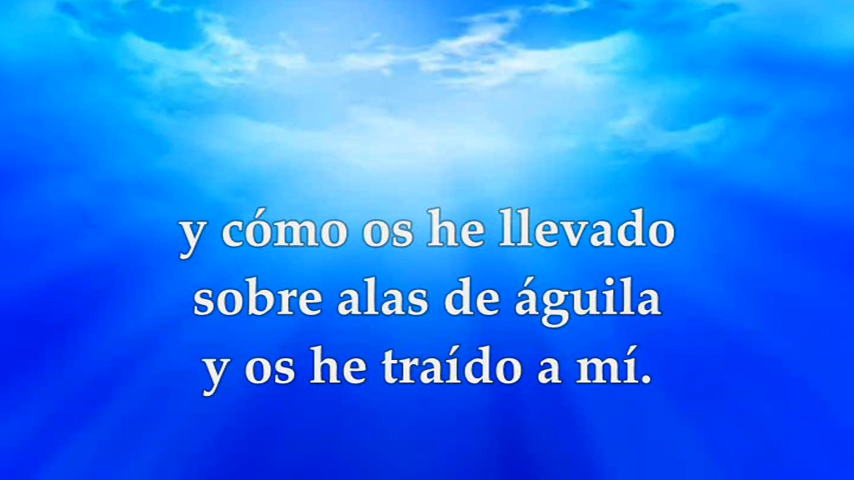 y cómo os he llevado
sobre alas de águila
y os he traído a mí.